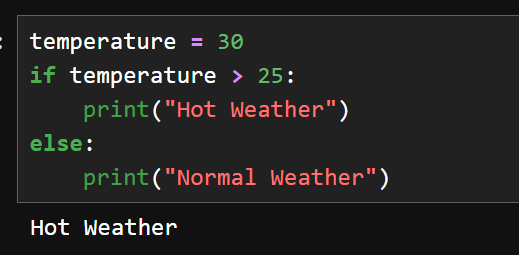 :
temperature = 30
if temperature > 25:
    print("Hot Weather")
else:
    print("Normal Weather")
Hot Weather